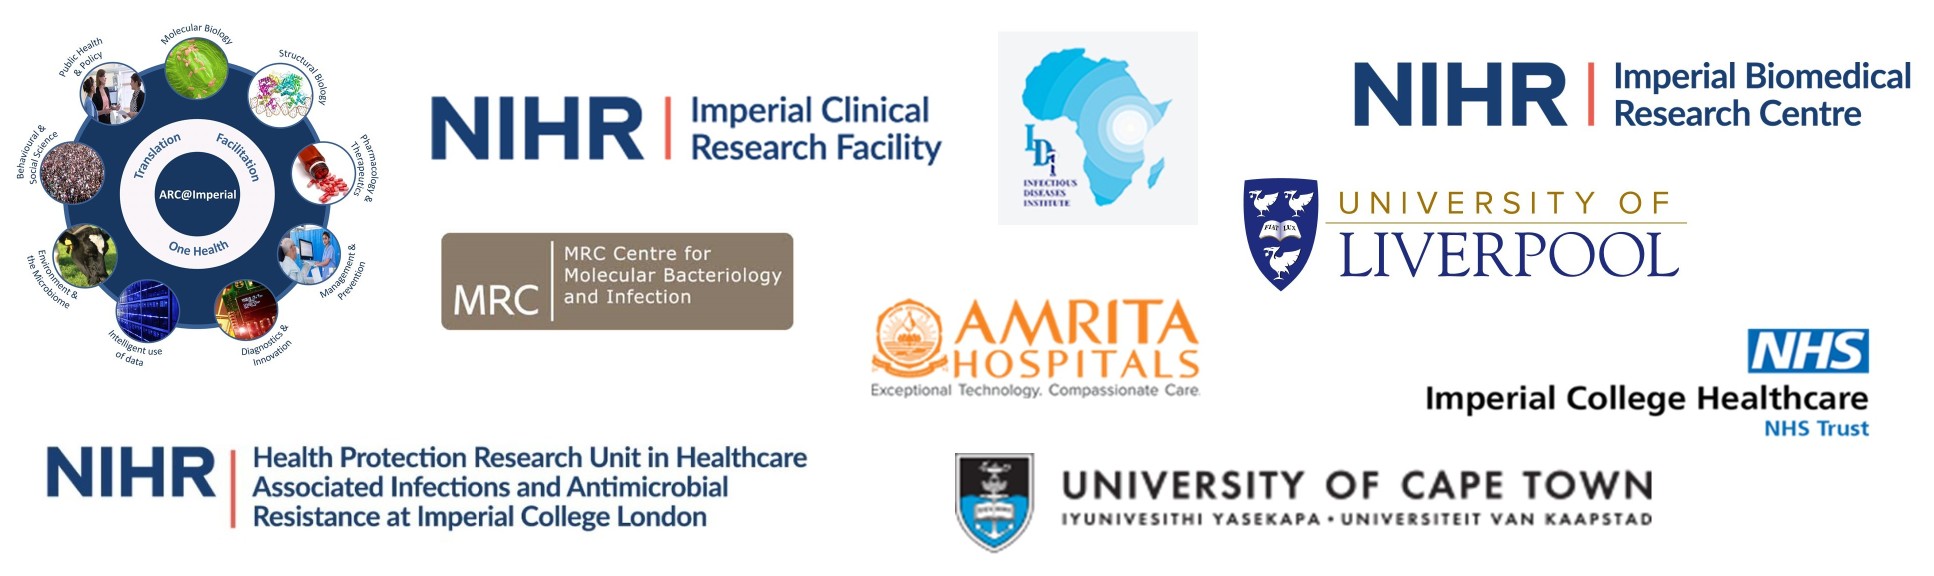 Molecular Biology
Structural Biology
Pharmacology &
Therapeutics
Management &
Prevention
Diagnostics &
Innovation
Intelligent use
of data
Environment &
the Microbiome
Behavioural &
Social Science
Public Health
& Policy
Translation
Facilitation
One Health
ARC@Imperial
NIHR
Imperial Clinical
Research Facility
IDI
INFECTIOUS
DISEASES
INSTITUTE
NIHR
Imperial Biomedical
Research Centre
FIAT LUX
UNIVERSITY OF
LIVERPOOL
MRC
MRC Centre for
Molecular Bacteriology
and Infection
AMRITA
HOSPITALS
Exceptional Technology. Compassionate Care.
NHS
Imperial College Healthcare
NHS Trust
NIHR
Health Protection Research Unit in Healthcare
Associated Infections and Antimicrobial
Resistance at Imperial College London
UNIVERSITY OF CAPE TOWN
IYUNIVESITHI YASEKAPA • UNIVERSITEIT VAN KAAPSTAD